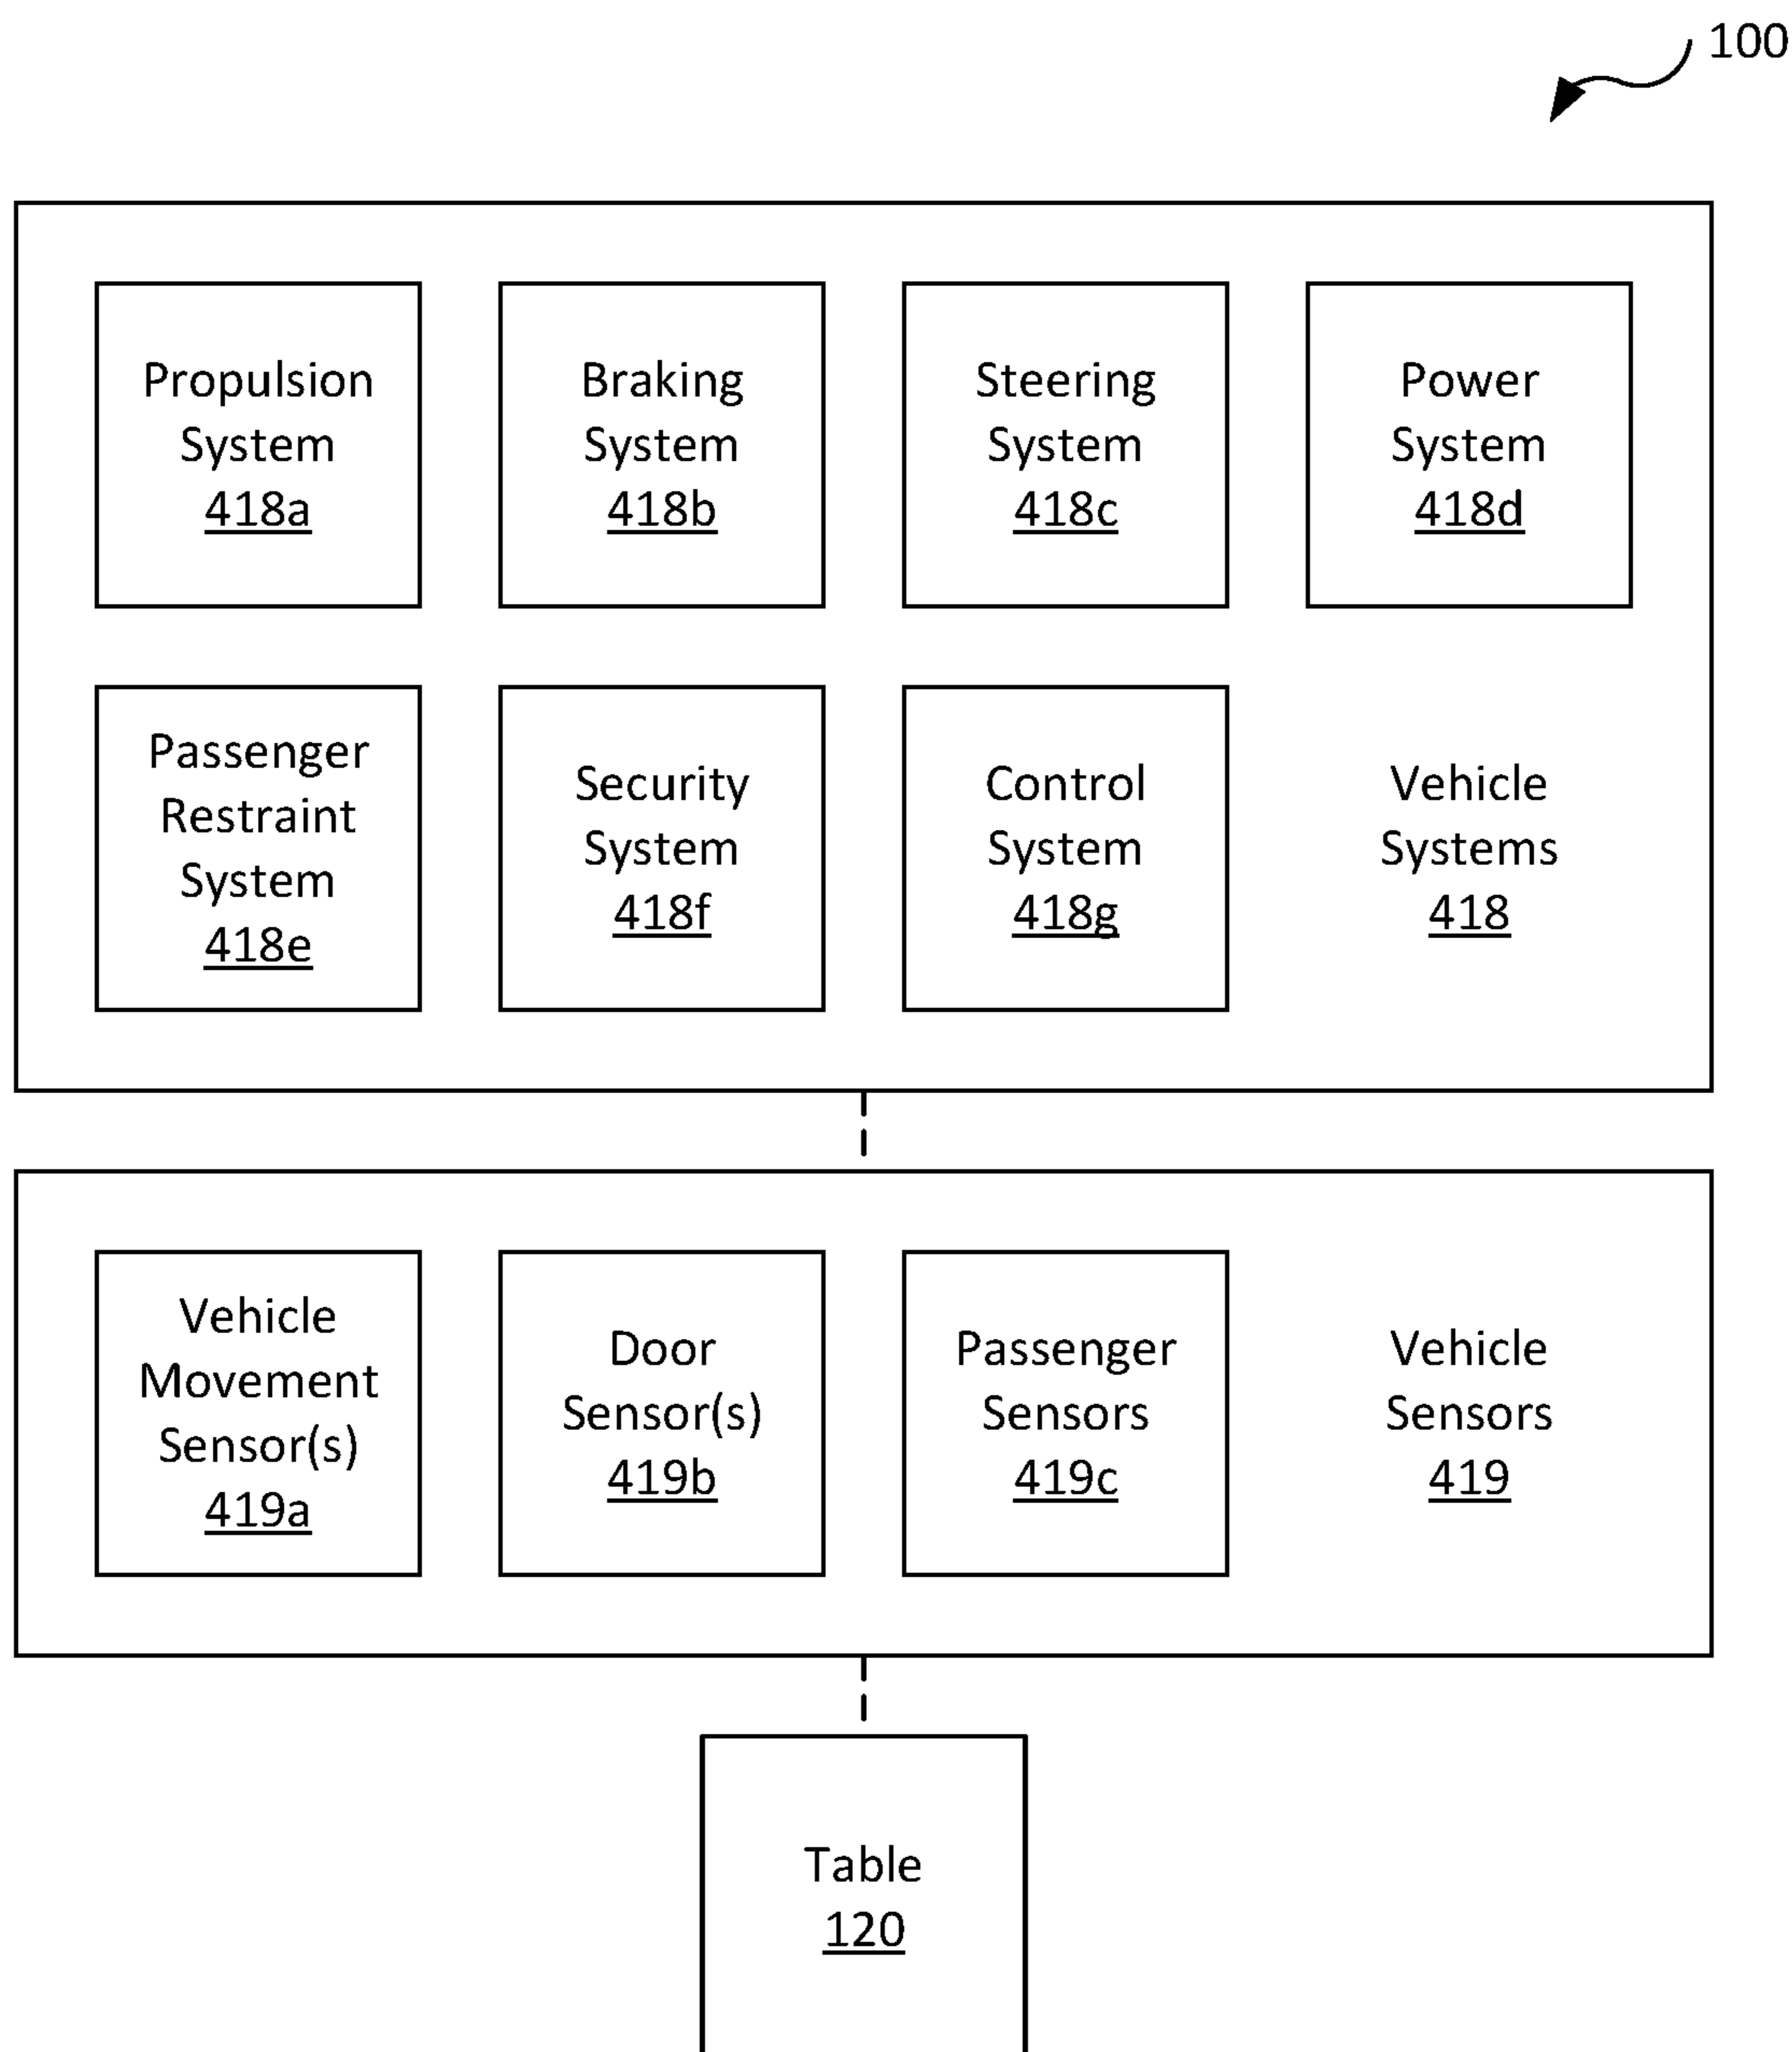 100
Propulsion
System
418a
Braking
System
418b
Steering
System
418c
Power
System
418d
Passenger
Restraint
System
418e
Security
System
418f
Control
System
418g
Vehicle
Systems
418
Vehicle
Movement
Sensor(s)
419a
Door
Sensor(s)
419b
Passenger
Sensors
419c
Vehicle
Sensors
419
Table
120